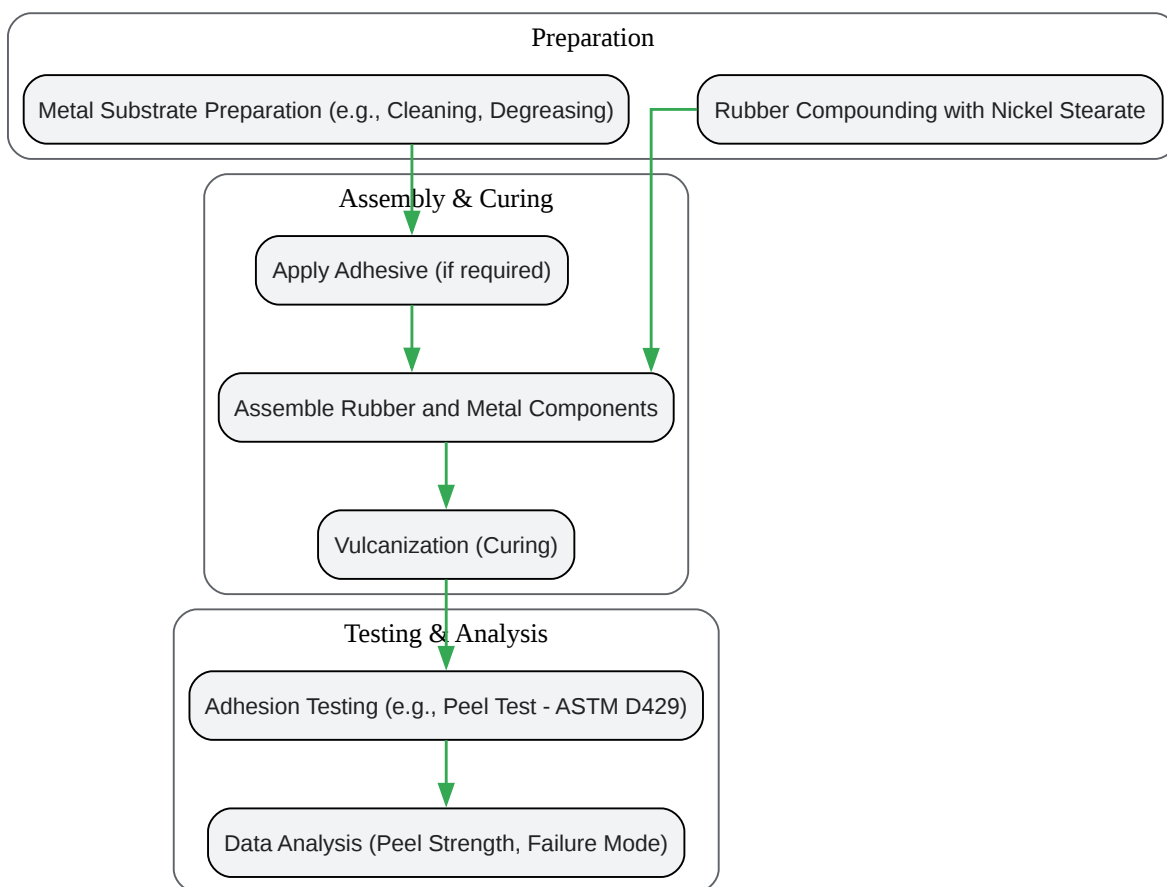 Preparation
Metal Substrate Preparation (e.g., Cleaning, Degreasing)
Rubber Compounding with Nickel Stearate
Assembly & Curing
Apply Adhesive (if required)
Assemble Rubber and Metal Components
Vulcanization (Curing)
Testing & Analysis
Adhesion Testing (e.g., Peel Test - ASTM D429)
Data Analysis (Peel Strength, Failure Mode)